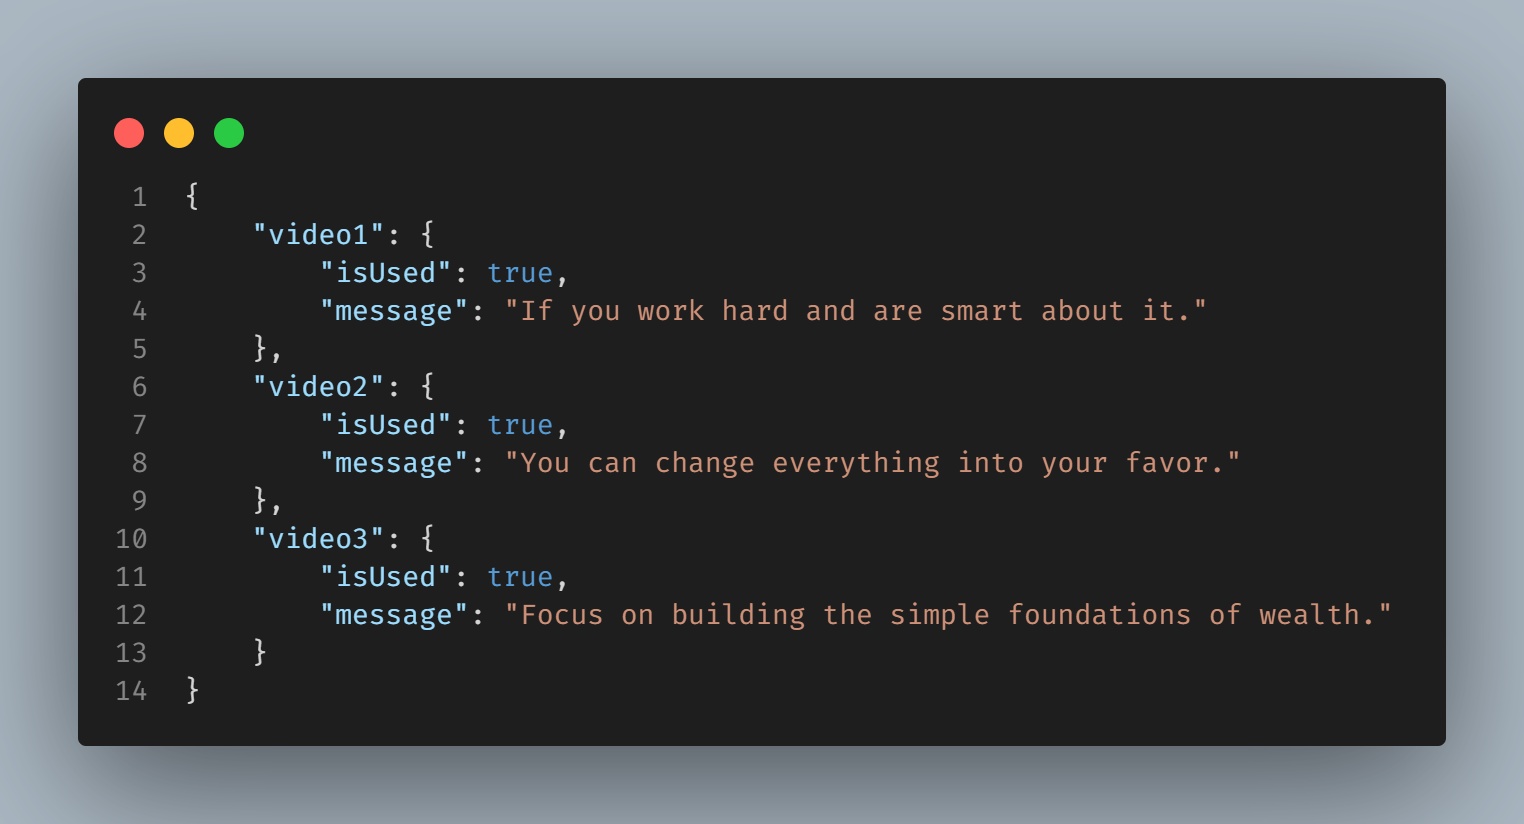 1 {
2     "video1": {
3         "isUsed": true,
4         "message": "If you work hard and are smart about it."
5     },
6     "video2": {
7         "isUsed": true,
8         "message": "You can change everything into your favor."
9     },
10     "video3": {
11         "isUsed": true,
12         "message": "Focus on building the simple foundations of wealth."
13     }
14 }